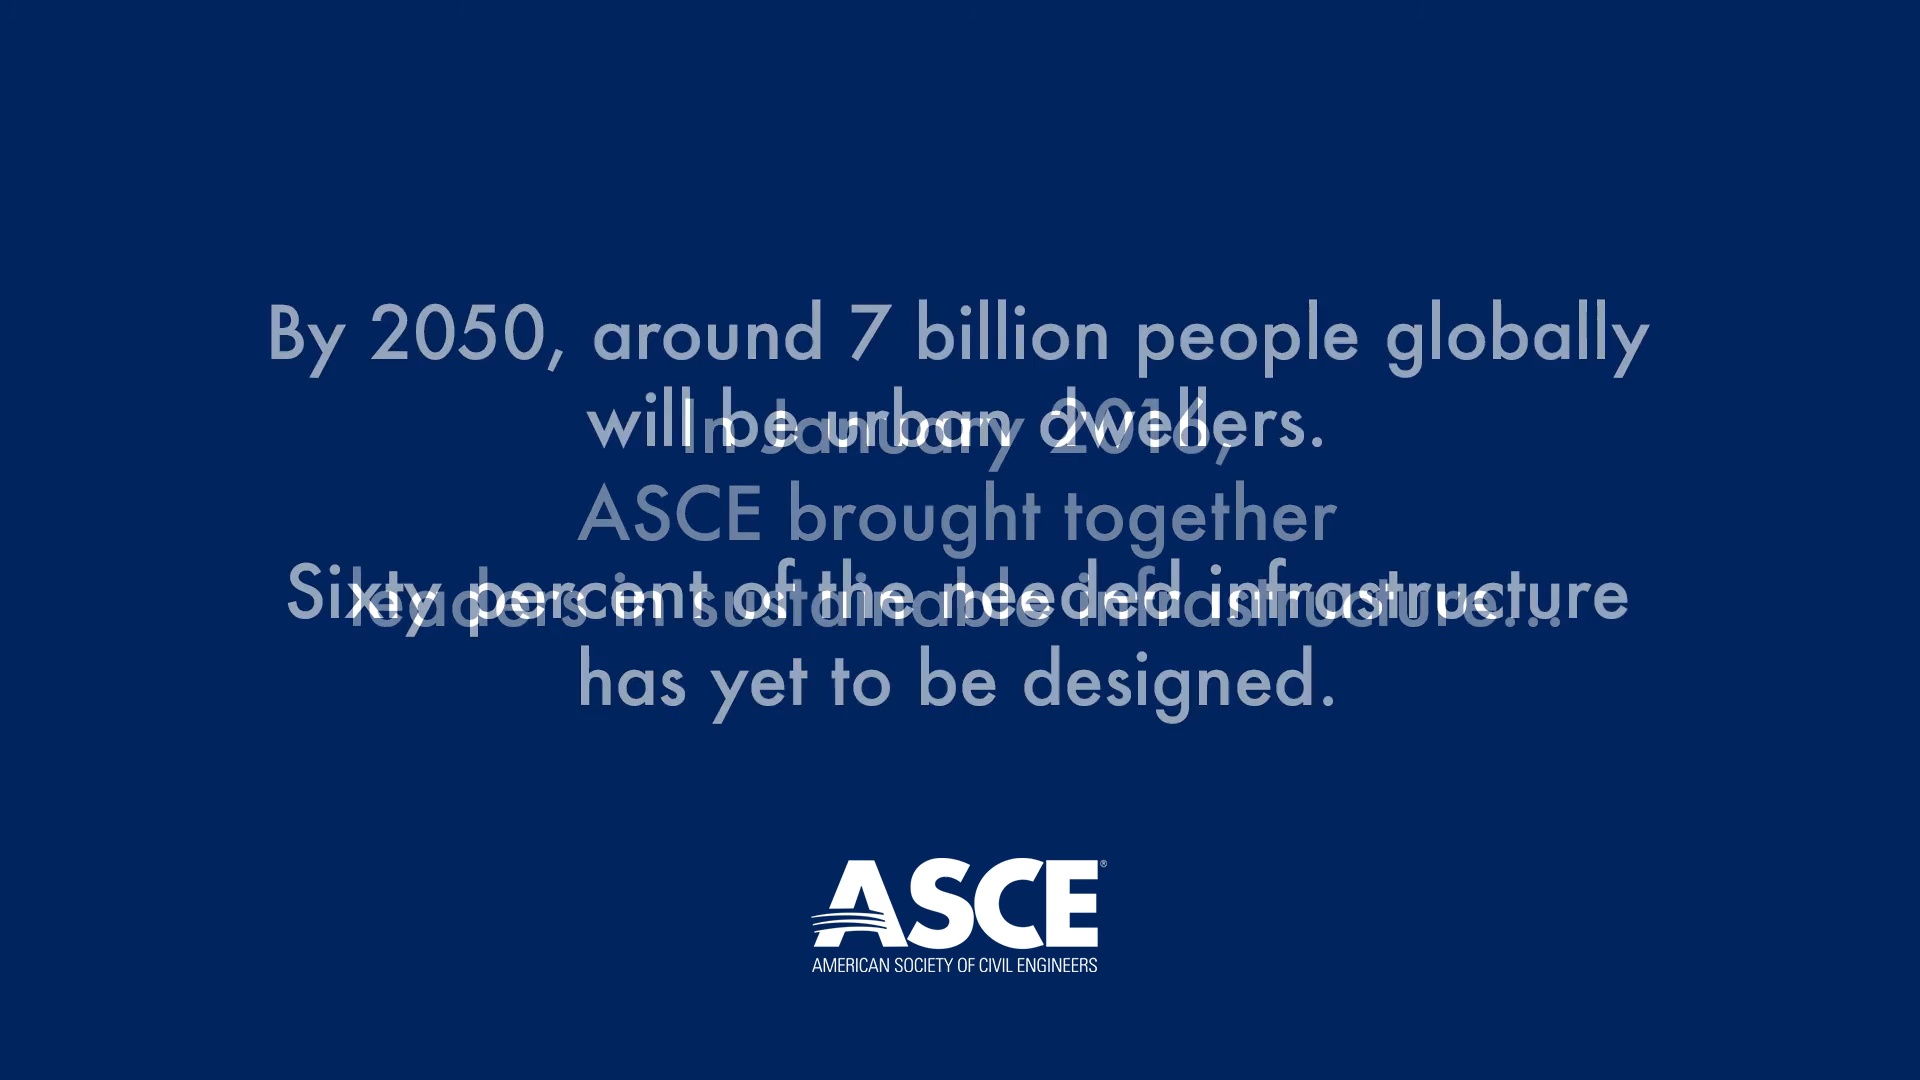 By 2050, around 7 billion people globally
will be urban dwellers.
In January 2016,
ASCE brought together
Sixty percent of the needed infrastructure
leaders in sustainable infrastructure...
has yet to be designed.
ASCE®
AMERICAN SOCIETY OF CIVIL ENGINEERS